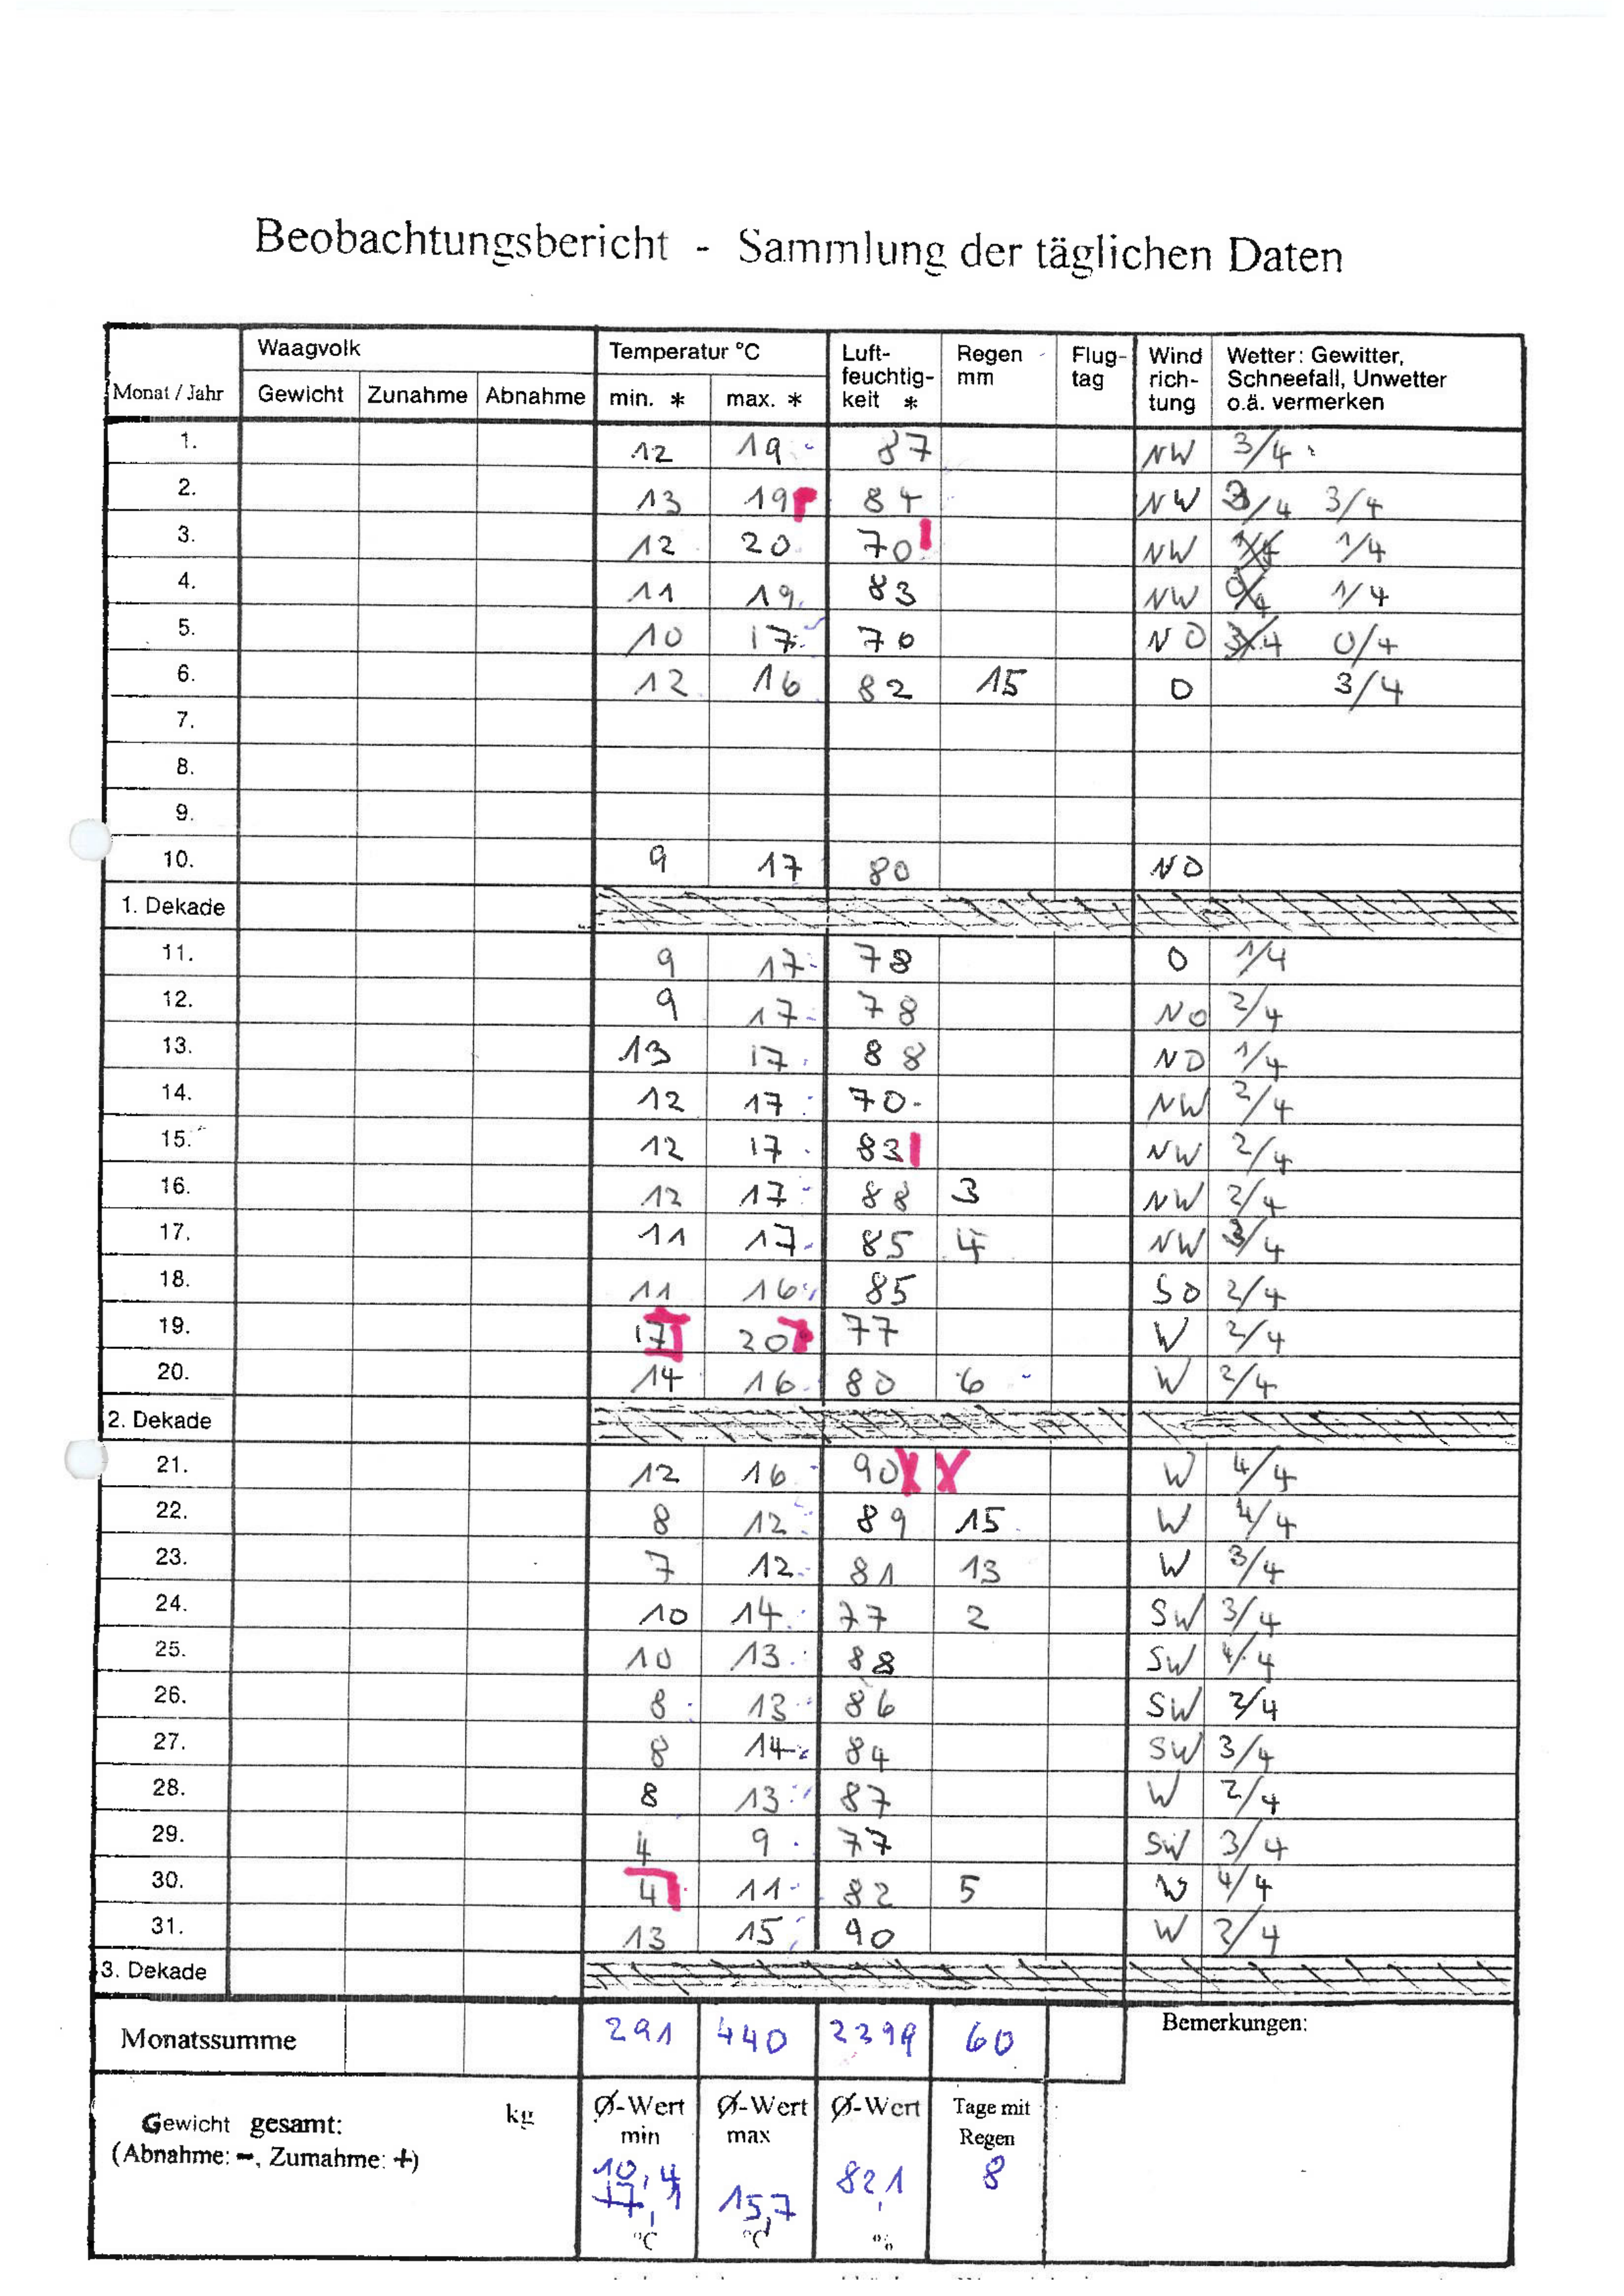 Beobachtungsbericht - Sammlung der täglichen Daten
Monat / Jahr
Waagvolk
Gewicht Zunahme Abnahme
Temperatur °C
min. * max. *
Luft-
feuchtig-
keit *
Regen
mm
Flug-
tag
Wind
rich-
tung
Wetter: Gewitter,
Schneefall, Unwetter
o.ä. vermerken
1. 12 19 87 NW 3/4
2. 13 19 84 NW 3/4
3. 12 20 70 NW 1/4
4. 11 19 83 NW 1/4
5. 10 17 70 NO 0/4
6. 12 16 82 15 O 3/4
7.
8.
9.
10. 9 17 80 NO
1. Dekade
11. 9 17 78 O 1/4
12. 9 17 78 NO 2/4
13. 13 17 88 NO 1/4
14. 12 17 70 NW 2/4
15. 12 17 83 NW 2/4
16. 12 17 88 3 NW 2/4
17. 11 17 85 4 NW 3/4
18. 11 16 85 SO 2/4
19. 17 20 77 W 2/4
20. 14 16 80 6 W 2/4
2. Dekade
21. 12 16 90 X X W 4/4
22. 8 12 89 15 W 4/4
23. 7 12 81 13 W 3/4
24. 10 14 77 2 SW 3/4
25. 10 13 88 SW 4/4
26. 8 13 86 SW 2/4
27. 8 14 84 SW 3/4
28. 8 13 87 W 2/4
29. 4 9 77 SW 3/4
30. 4 11 82 5 W 4/4
31. 13 15 90 W 2/4
3. Dekade
Monatssumme 291 440 2399 60
Bemerkungen:
Gewicht gesamt: kg
(Abnahme: -, Zumahme: +)
Ø-Wert
min
10,4
17,1
°C
Ø-Wert
max
15,7
°C
Ø-Wert
82,1
%
Tage mit
Regen
8